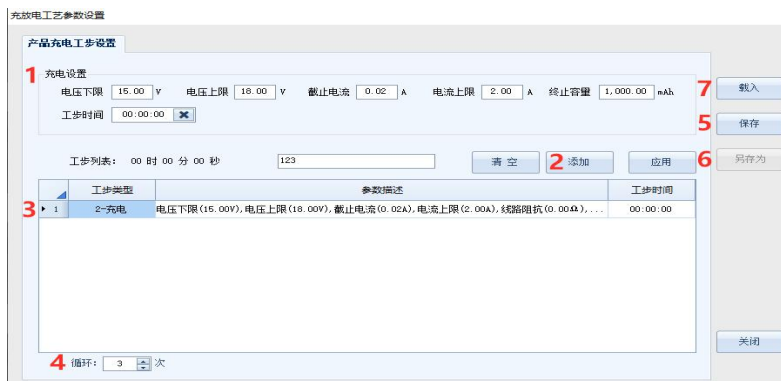 充放电工艺参数设置
产品充电工步设置
1 充电设置
电压下限 15.00 V 电压上限 18.00 V 截止电流 0.02 A 电流上限 2.00 A 终止容量 1,000.00 mAh
工步时间 00:00:00
7 载入
5 保存
6 另存为
工步列表: 00 时 00 分 00 秒 123 清 空 2 添加 应用
工步类型 参数描述 工步时间
3 1 2-充电 电压下限(15.00V),电压上限(18.00V),截止电流(0.02A),电流上限(2.00A),线路阻抗(0.00Ω),... 00:00:00
关闭
4 循环: 3 次